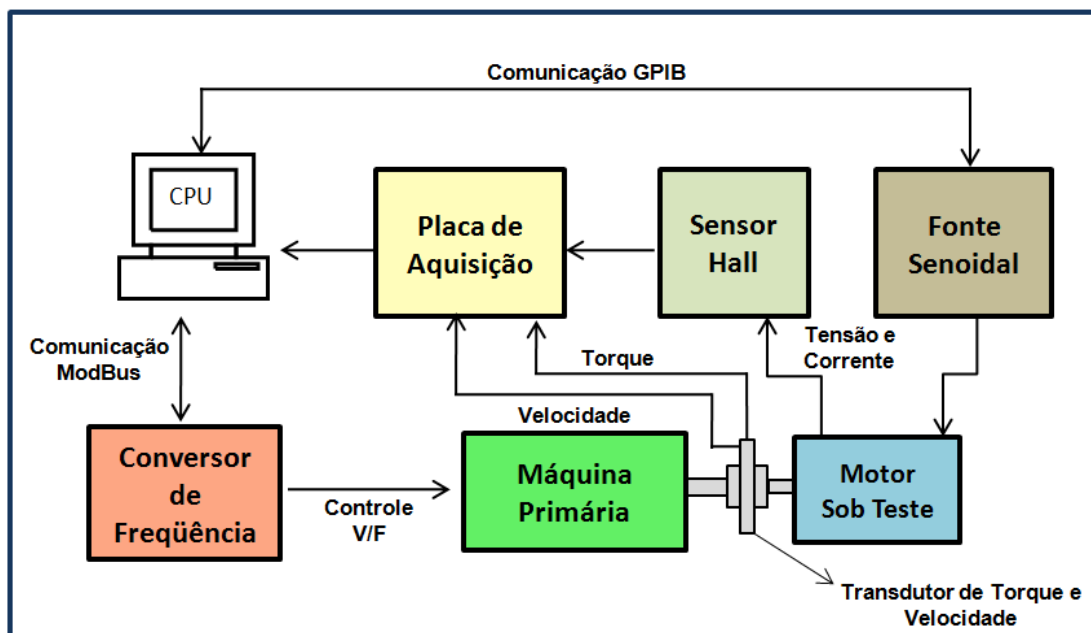 Comunicação GPIB
CPU
Placa de
Aquisição
Sensor
Hall
Fonte
Senoidal
Comunicação
ModBus
Torque
Tensão e
Corrente
Velocidade
Conversor
de
Freqüência
Controle
V/F
Máquina
Primária
Motor
Sob Teste
Transdutor de Torque e
Velocidade